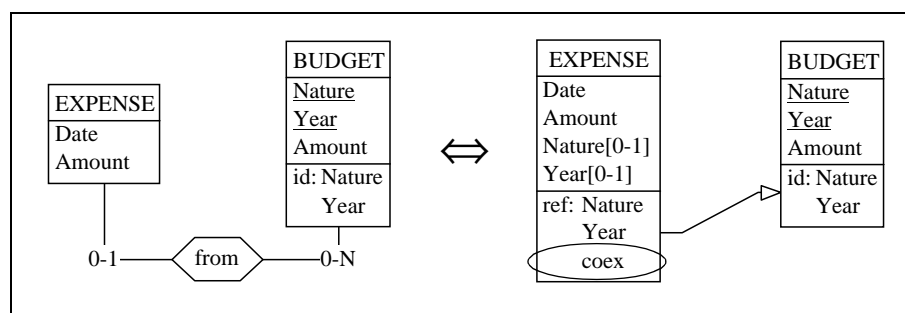 EXPENSE
Date
Amount
0-1
from
0-N
BUDGET
Nature
Year
Amount
id: Nature
Year
⇔
EXPENSE
Date
Amount
Nature[0-1]
Year[0-1]
ref: Nature
Year
coex
BUDGET
Nature
Year
Amount
id: Nature
Year